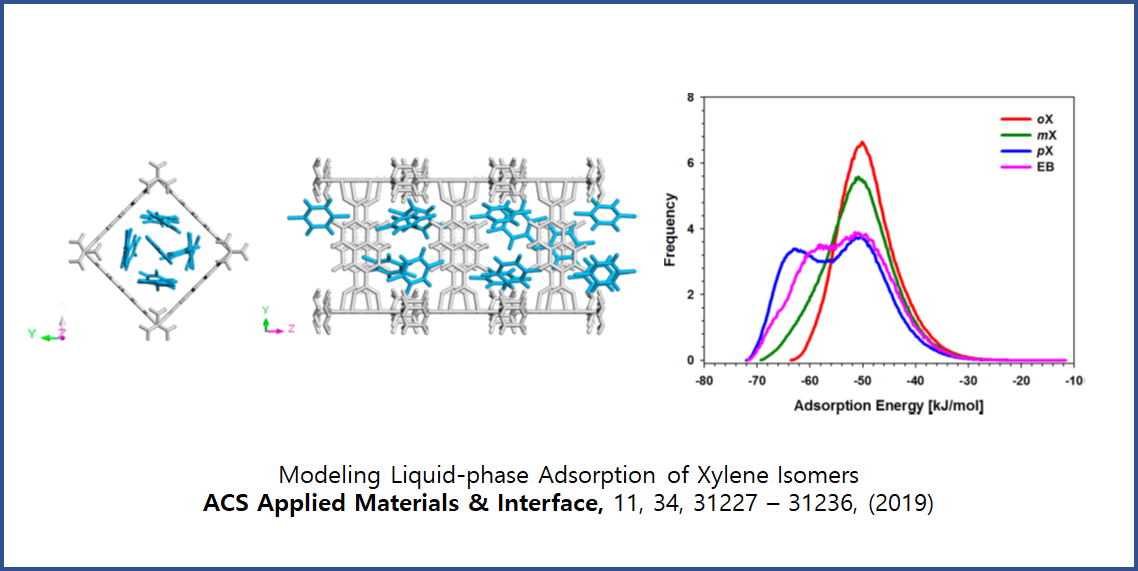 Y
Z
Y
Z
8
6
4
2
0
Frequency
oX
mX
pX
EB
-80 -70 -60 -50 -40 -30 -20 -10
Adsorption Energy [kJ/mol]
Modeling Liquid-phase Adsorption of Xylene Isomers
ACS Applied Materials & Interface, 11, 34, 31227 – 31236, (2019)